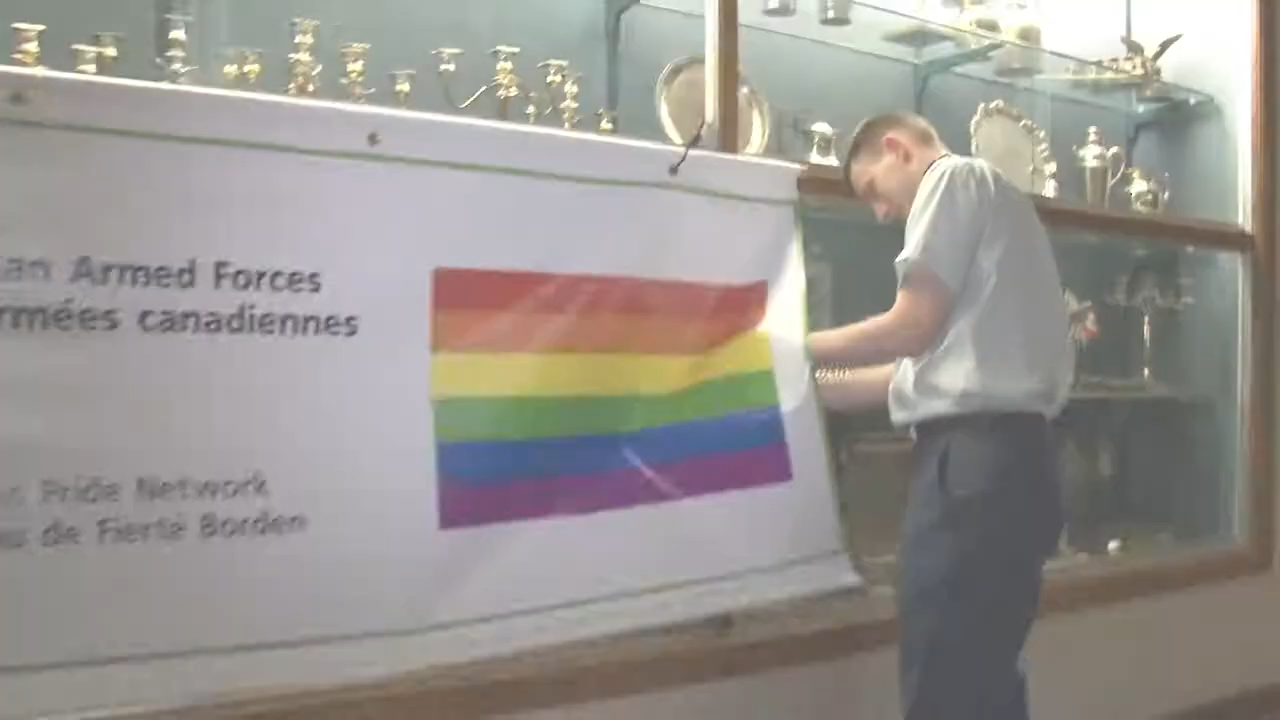 an Armed Forces
rmées canadiennes
n Pride Network
u de Fierté Borden